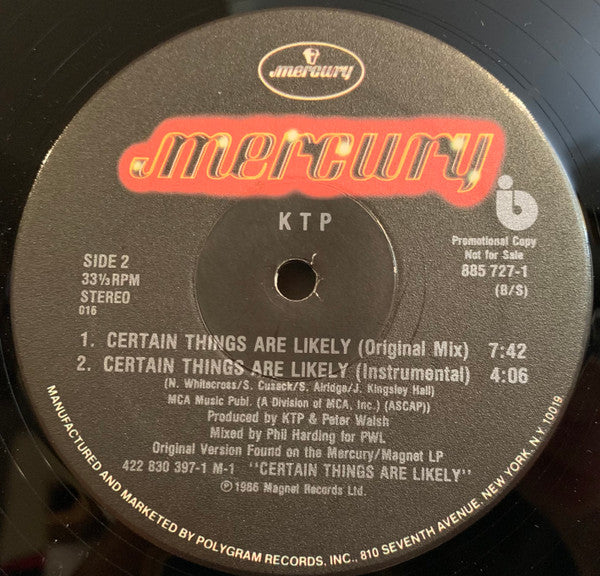 mercury
mercury
KTP
ib
SIDE 2
33⅓ RPM
STEREO
016
Promotional Copy
Not for Sale
885 727-1
(B/S)
1. CERTAIN THINGS ARE LIKELY (Original Mix) 7:42
2. CERTAIN THINGS ARE LIKELY (Instrumental) 4:06
(N. Whitecross/S. Cusack/S. Airidge/J. Kingsley Hall)
MCA Music Publ. (A Division of MCA, Inc.) (ASCAP))
Produced by KTP & Peter Walsh
Mixed by Phil Harding for PWL
Original Version Found on the Mercury/Magnet LP
422 830 397-1 M-1 "CERTAIN THINGS ARE LIKELY"
℗1986 Magnet Records Ltd.
MANUFACTURED AND MARKETED BY POLYGRAM RECORDS, INC., 810 SEVENTH AVENUE, NEW YORK, N.Y. 10019